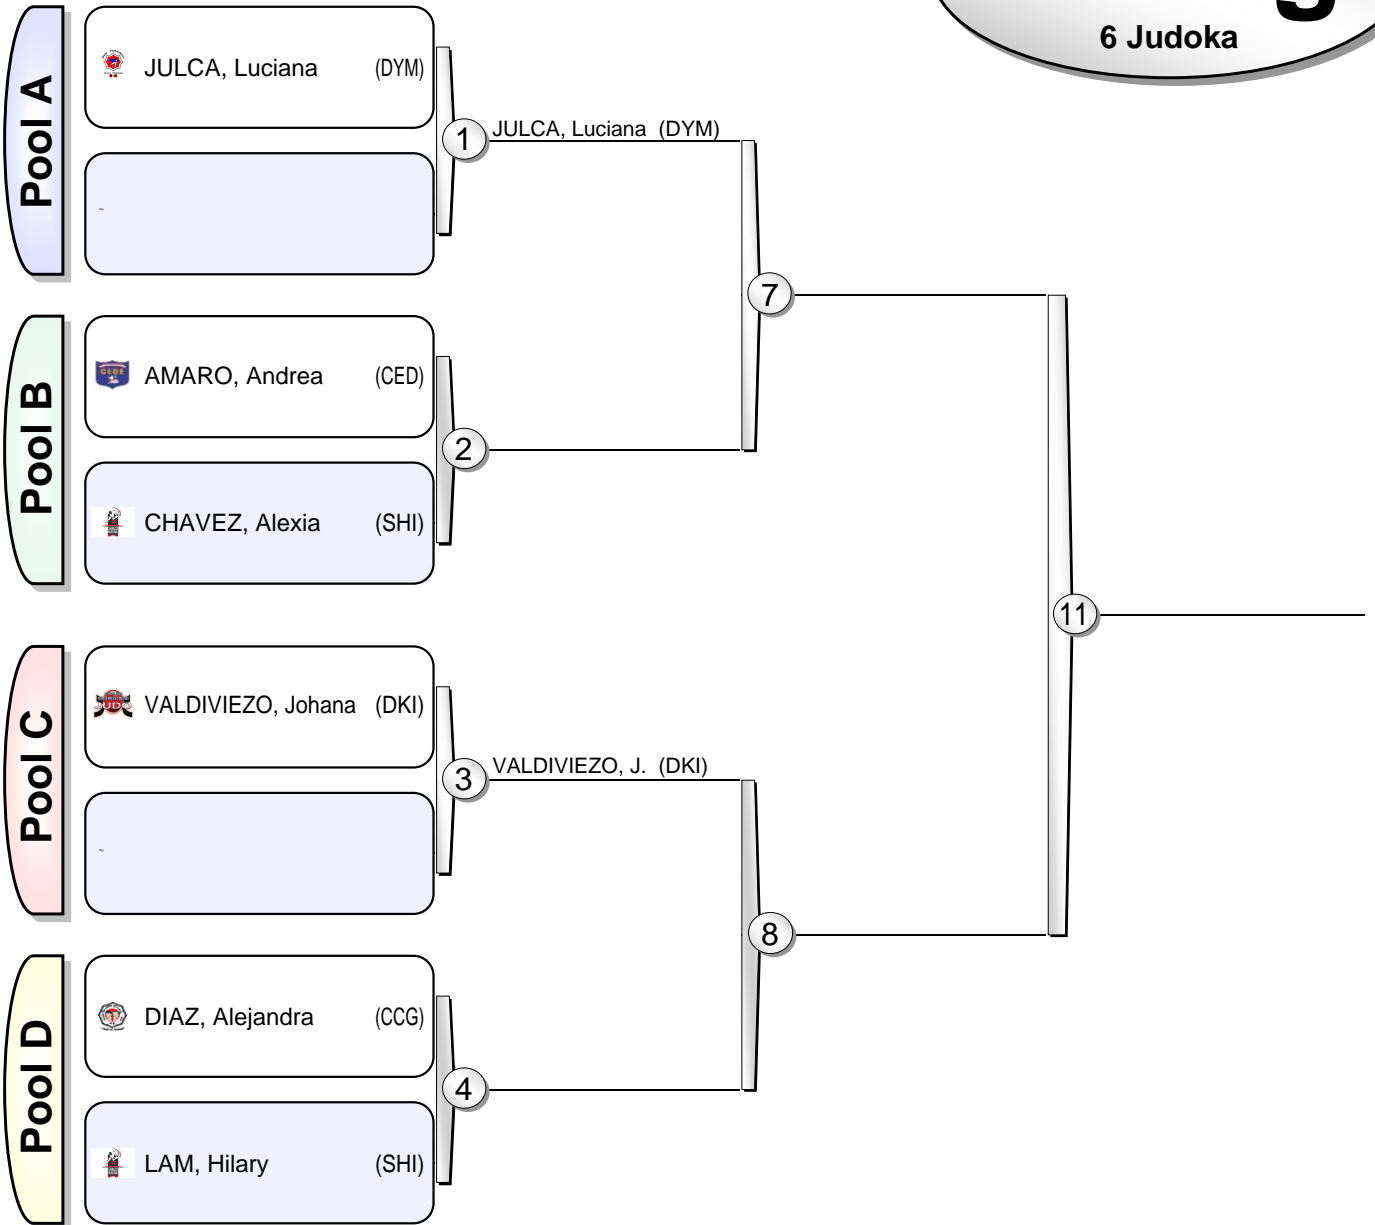 6 Judoka
Pool A
JULCA, Luciana (DYM)
-
1
JULCA, Luciana (DYM)
7
Pool B
AMARO, Andrea (CED)
2
CHAVEZ, Alexia (SHI)
11
Pool C
VALDIVIEZO, Johana (DKI)
3
VALDIVIEZO, J. (DKI)
-
8
Pool D
DIAZ, Alejandra (CCG)
4
LAM, Hilary (SHI)